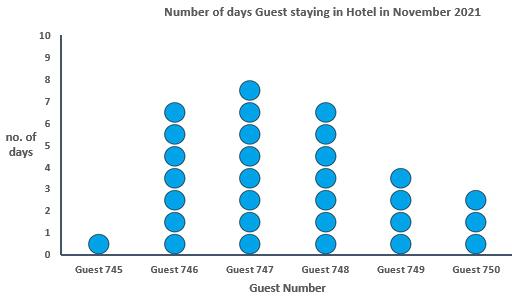 Number of days Guest staying in Hotel in November 2021
10
9
8
7
6
5
4
3
2
1
0
no. of
days
Guest 745 Guest 746 Guest 747 Guest 748 Guest 749 Guest 750
Guest Number